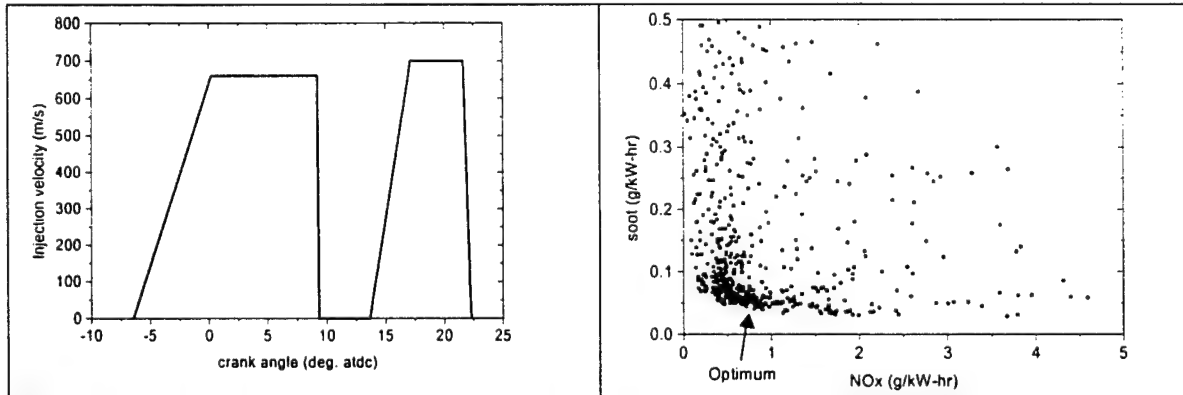 800
700
600
500
400
300
200
100
0
Injection velocity (m/s)
-10 -5 0 5 10 15 20 25
crank angle (deg. atdc)
0.5
0.4
0.3
0.2
0.1
0.0
soot (g/kW-hr)
0 1 2 3 4 5
Optimum
NOx (g/kW-hr)